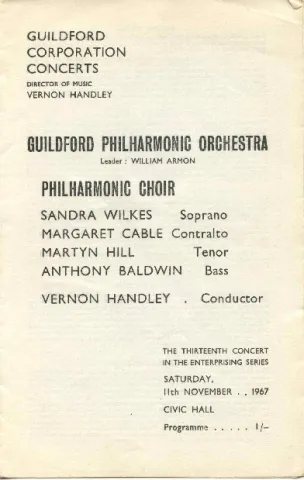 GUILDFORD
CORPORATION
CONCERTS
DIRECTOR OF MUSIC
VERNON HANDLEY
GUILDFORD PHILHARMONIC ORCHESTRA
Leader : WILLIAM ARMON
PHILHARMONIC CHOIR
SANDRA WILKES Soprano
MARGARET CABLE Contralto
MARTYN HILL Tenor
ANTHONY BALDWIN Bass
VERNON HANDLEY . Conductor
THE THIRTEENTH CONCERT
IN THE ENTERPRISING SERIES
SATURDAY,
11th NOVEMBER . . 1967
CIVIC HALL
Programme . . . . . 1/-